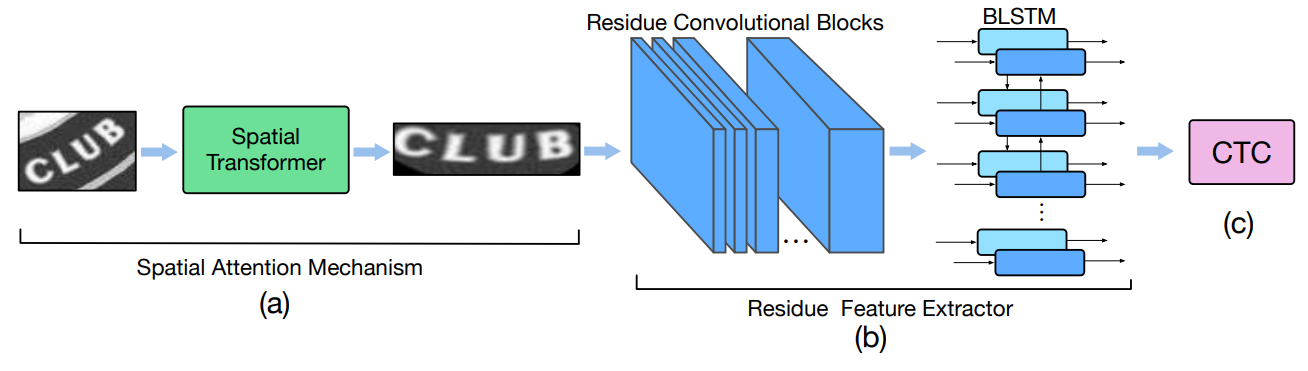 Residue Convolutional Blocks
BLSTM
CLUB
Spatial
Transformer
CLUB
...
...
CTC
Spatial Attention Mechanism
(a)
Residue Feature Extractor
(b)
(c)